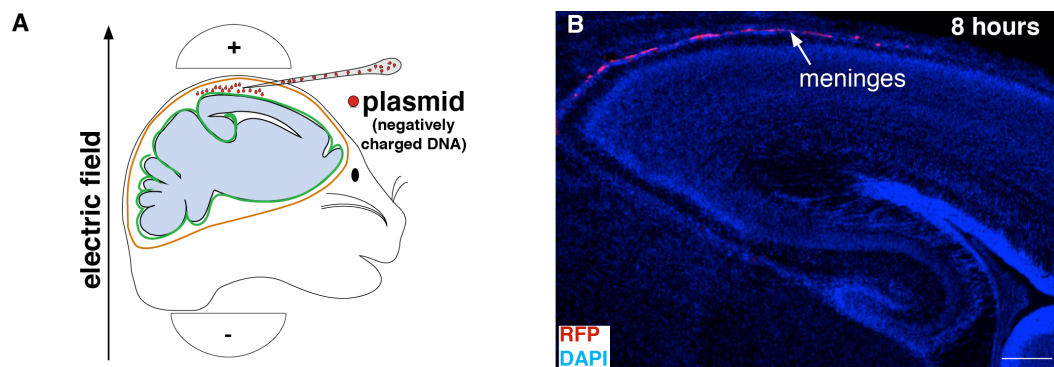 A
+
plasmid
(negatively
charged DNA)
electric field
-
B
8 hours
meninges
RFP
DAPI